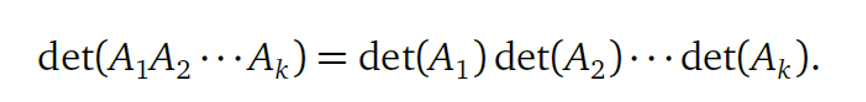 det(A₁A₂ ⋯ Aₖ) = det(A₁) det(A₂) ⋯ det(Aₖ).